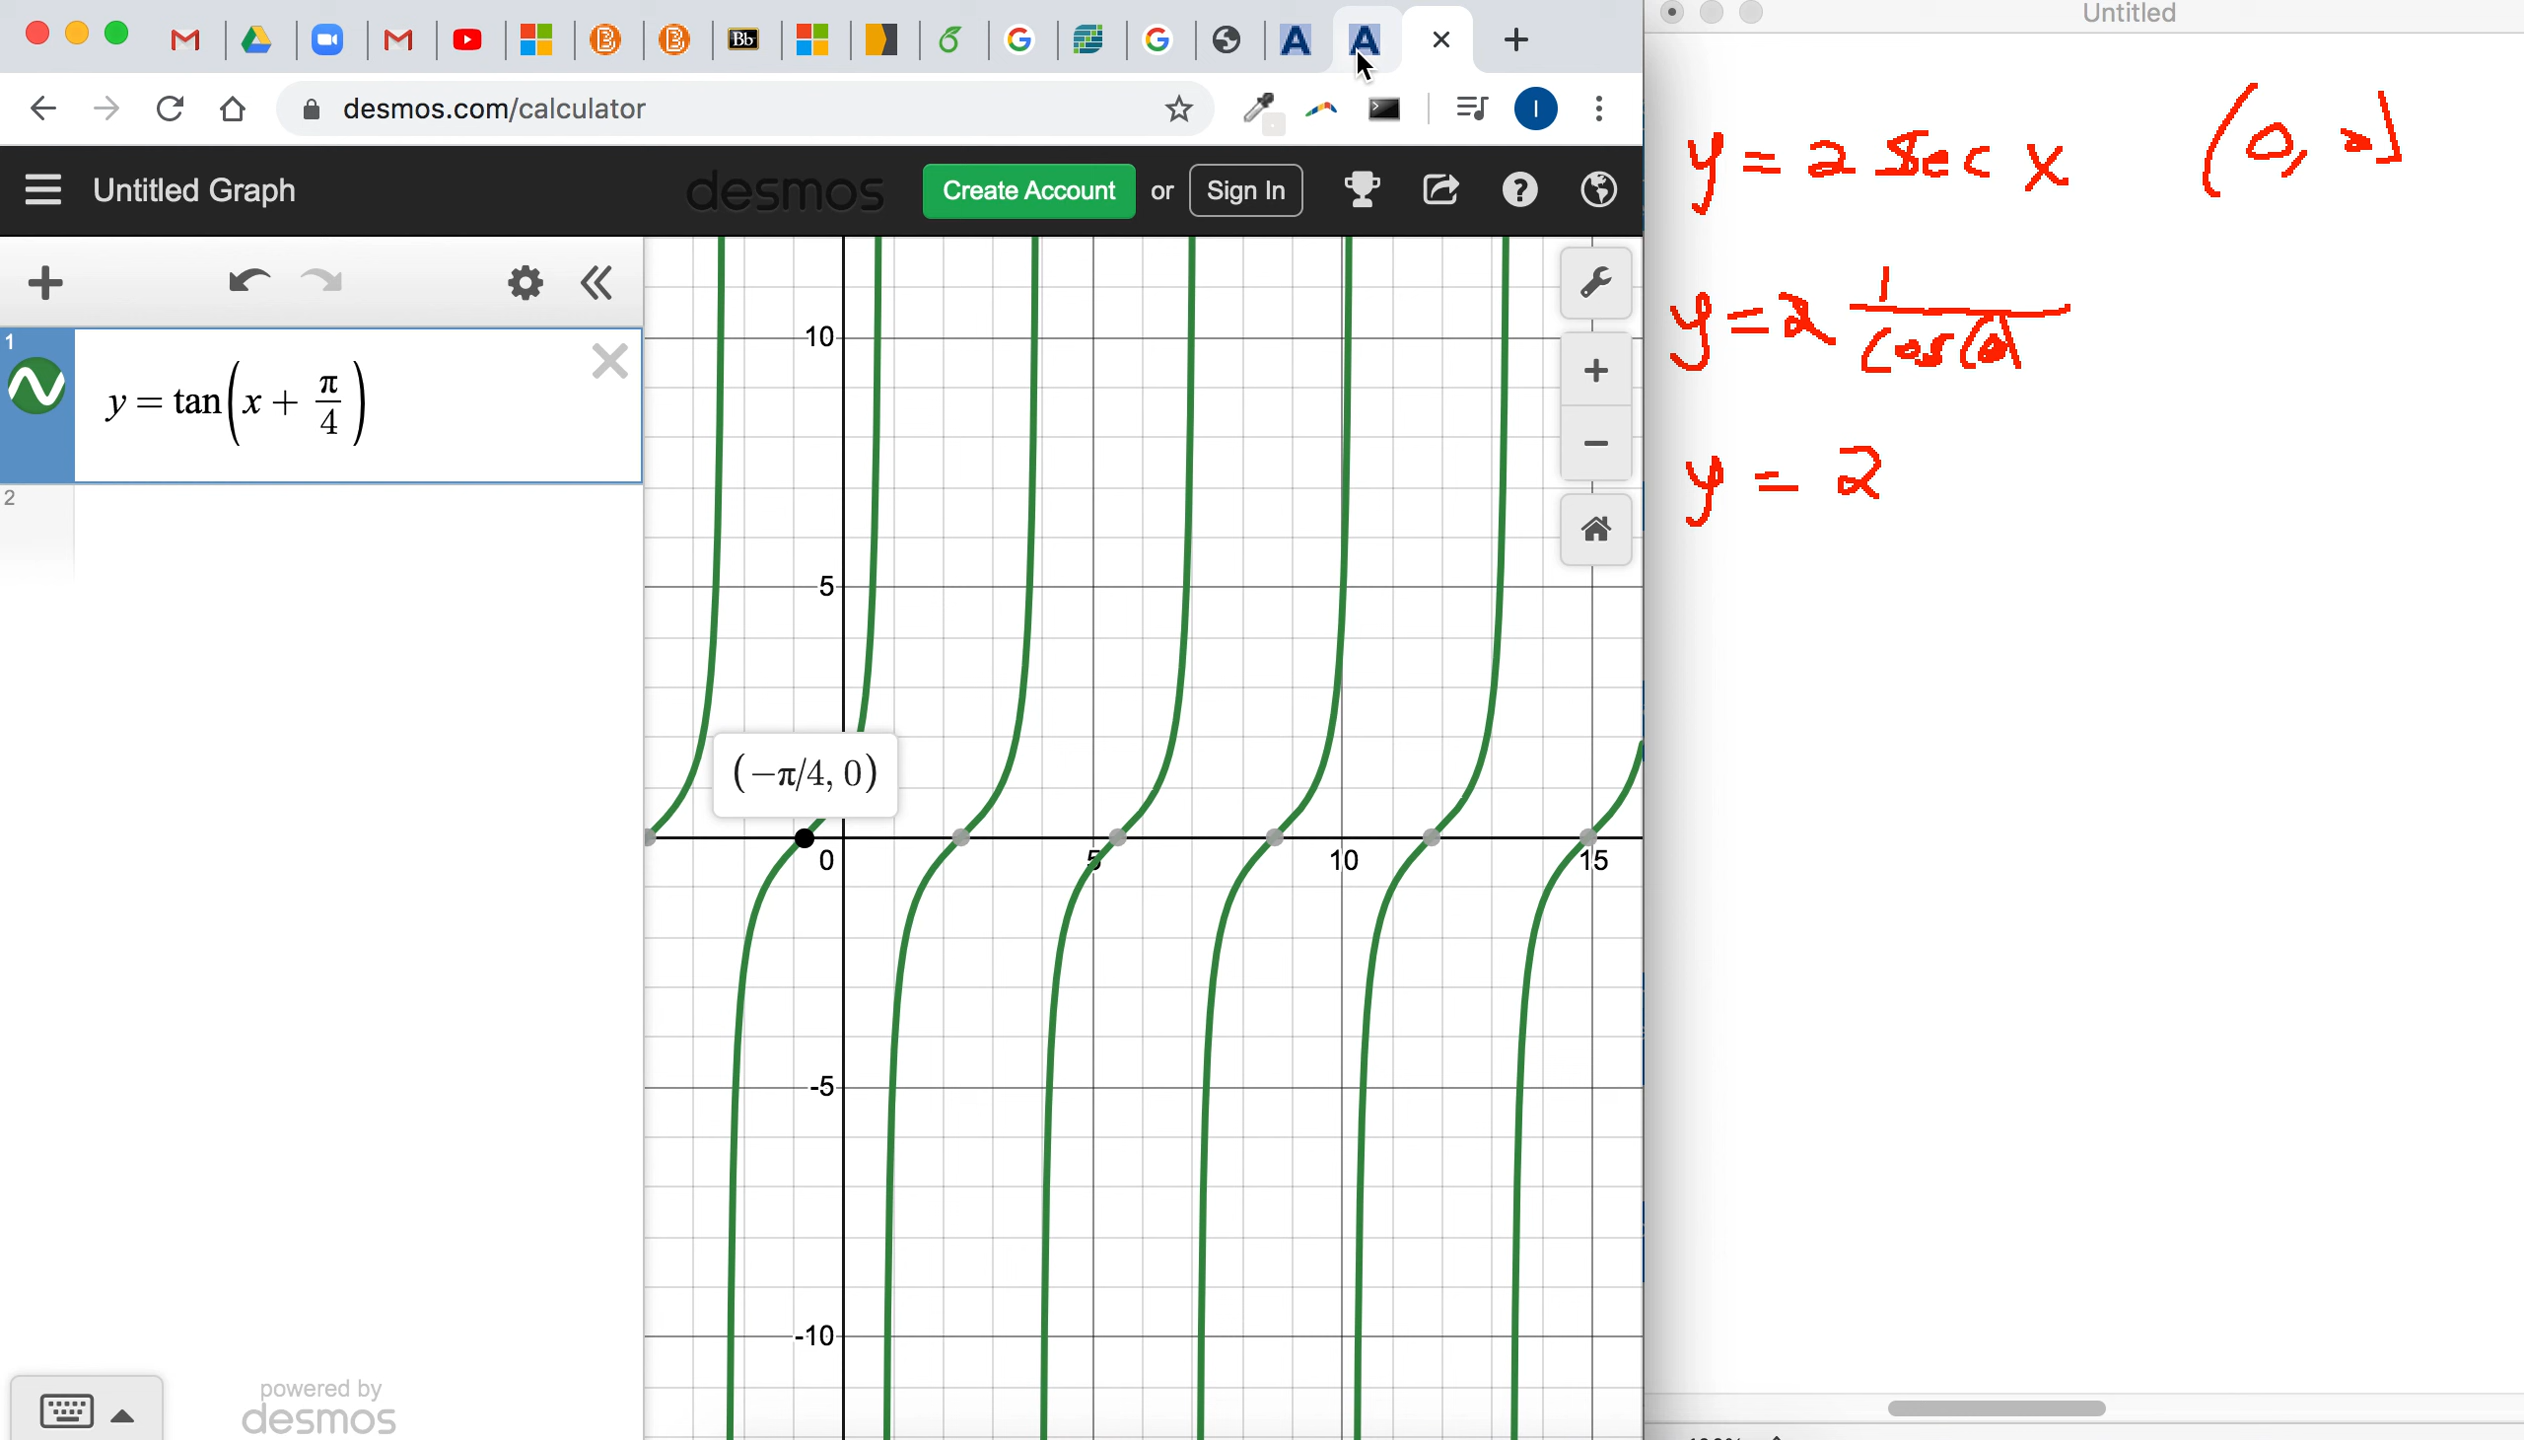 Untitled
Bb
desmos.com/calculator
I
Untitled Graph
desmos
Create Account or Sign In
1
y = tan(x + π/4)
2
10
5
(−π/4, 0)
0
5
10
15
-5
-10
powered by
desmos
y = 2 sec x (0, 2)
y = 2 1/cos(0)
y = 2